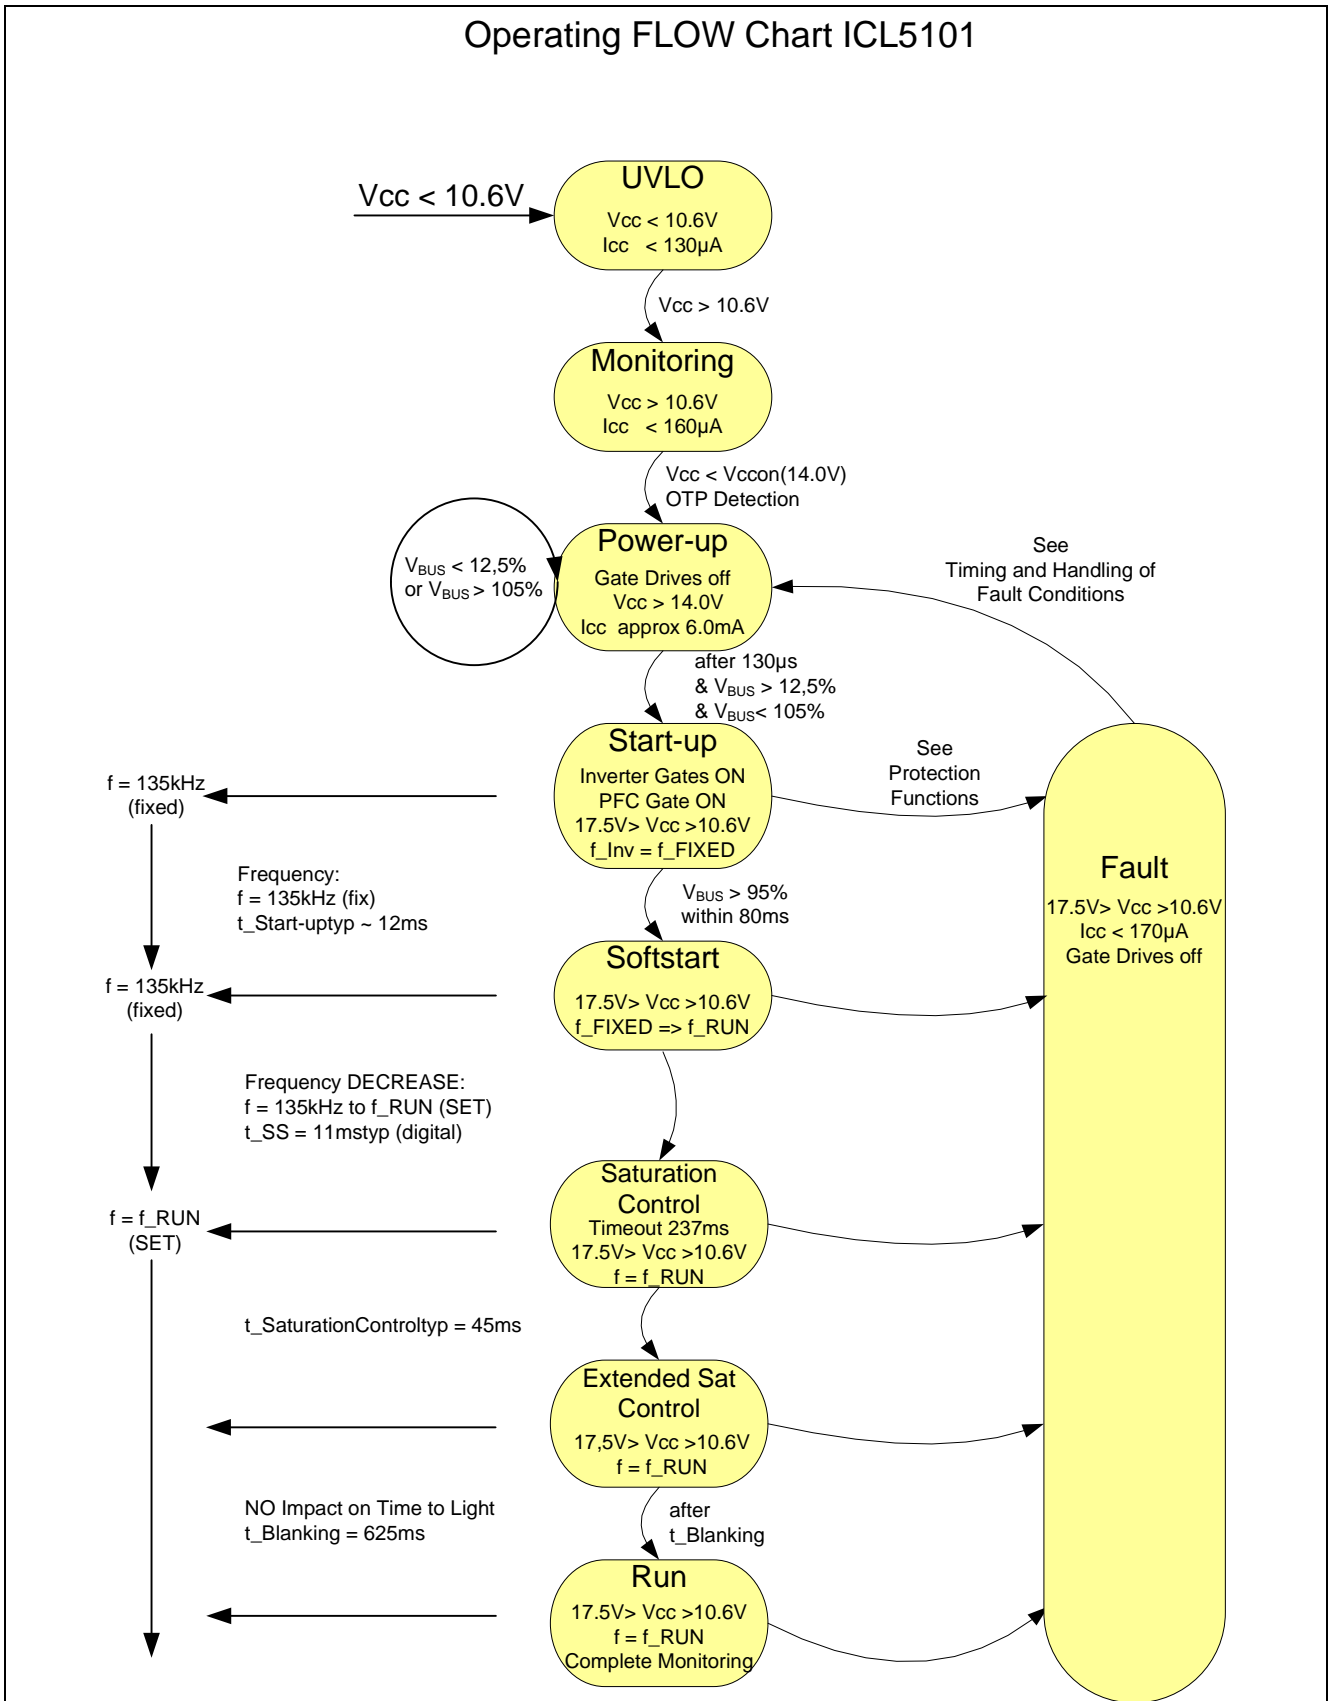 Operating FLOW Chart ICL5101
Vcc < 10.6V
UVLO
Vcc < 10.6V
Icc < 130µA
Vcc > 10.6V
Monitoring
Vcc > 10.6V
Icc < 160µA
Vcc < Vccon(14.0V)
OTP Detection
VBUS < 12,5%
or VBUS > 105%
Power-up
Gate Drives off
Vcc > 14.0V
Icc approx 6.0mA
See
Timing and Handling of
Fault Conditions
after 130µs
& VBUS > 12,5%
& VBUS< 105%
Start-up
Inverter Gates ON
PFC Gate ON
17.5V> Vcc >10.6V
f_Inv = f_FIXED
See
Protection
Functions
f = 135kHz
(fixed)
Frequency:
f = 135kHz (fix)
t_Start-uptyp ~ 12ms
VBUS > 95%
within 80ms
Fault
17.5V> Vcc >10.6V
Icc < 170µA
Gate Drives off
f = 135kHz
(fixed)
Softstart
17.5V> Vcc >10.6V
f_FIXED => f_RUN
Frequency DECREASE:
f = 135kHz to f_RUN (SET)
t_SS = 11mstyp (digital)
f = f_RUN
(SET)
Saturation
Control
Timeout 237ms
17.5V> Vcc >10.6V
f = f_RUN
t_SaturationControltyp = 45ms
Extended Sat
Control
17,5V> Vcc >10.6V
f = f_RUN
NO Impact on Time to Light
t_Blanking = 625ms
after
t_Blanking
Run
17.5V> Vcc >10.6V
f = f_RUN
Complete Monitoring